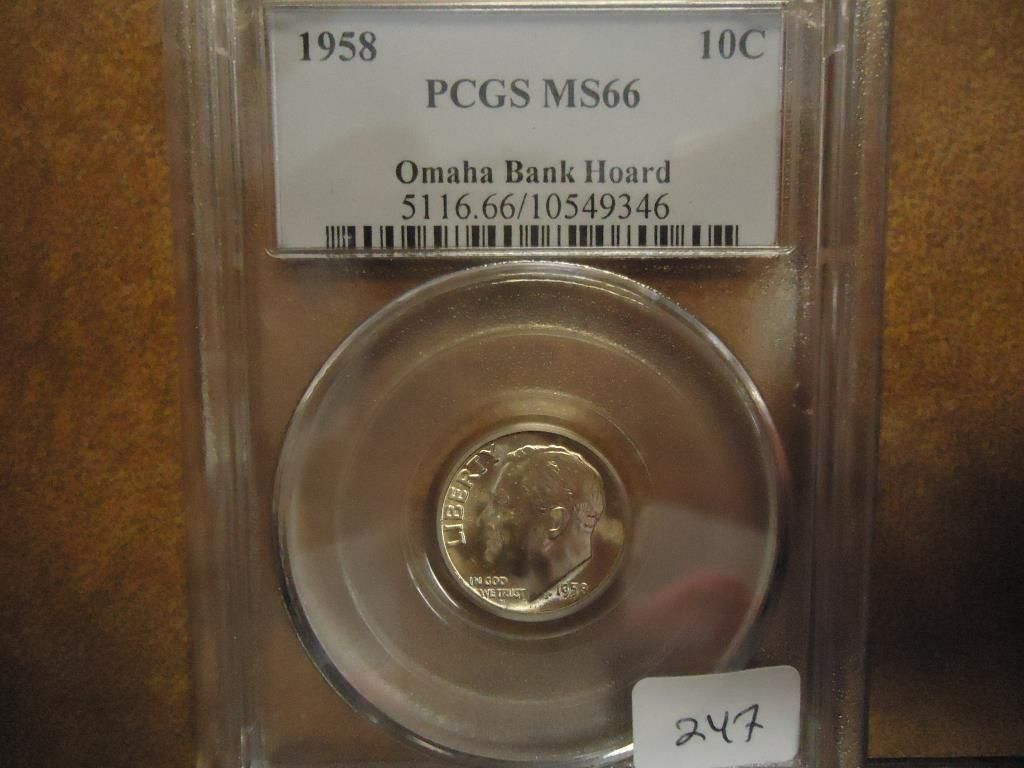 1958 10C
PCGS MS66
Omaha Bank Hoard
5116.66/10549346
LIBERTY
IN GOD
WE TRUST
1958
247